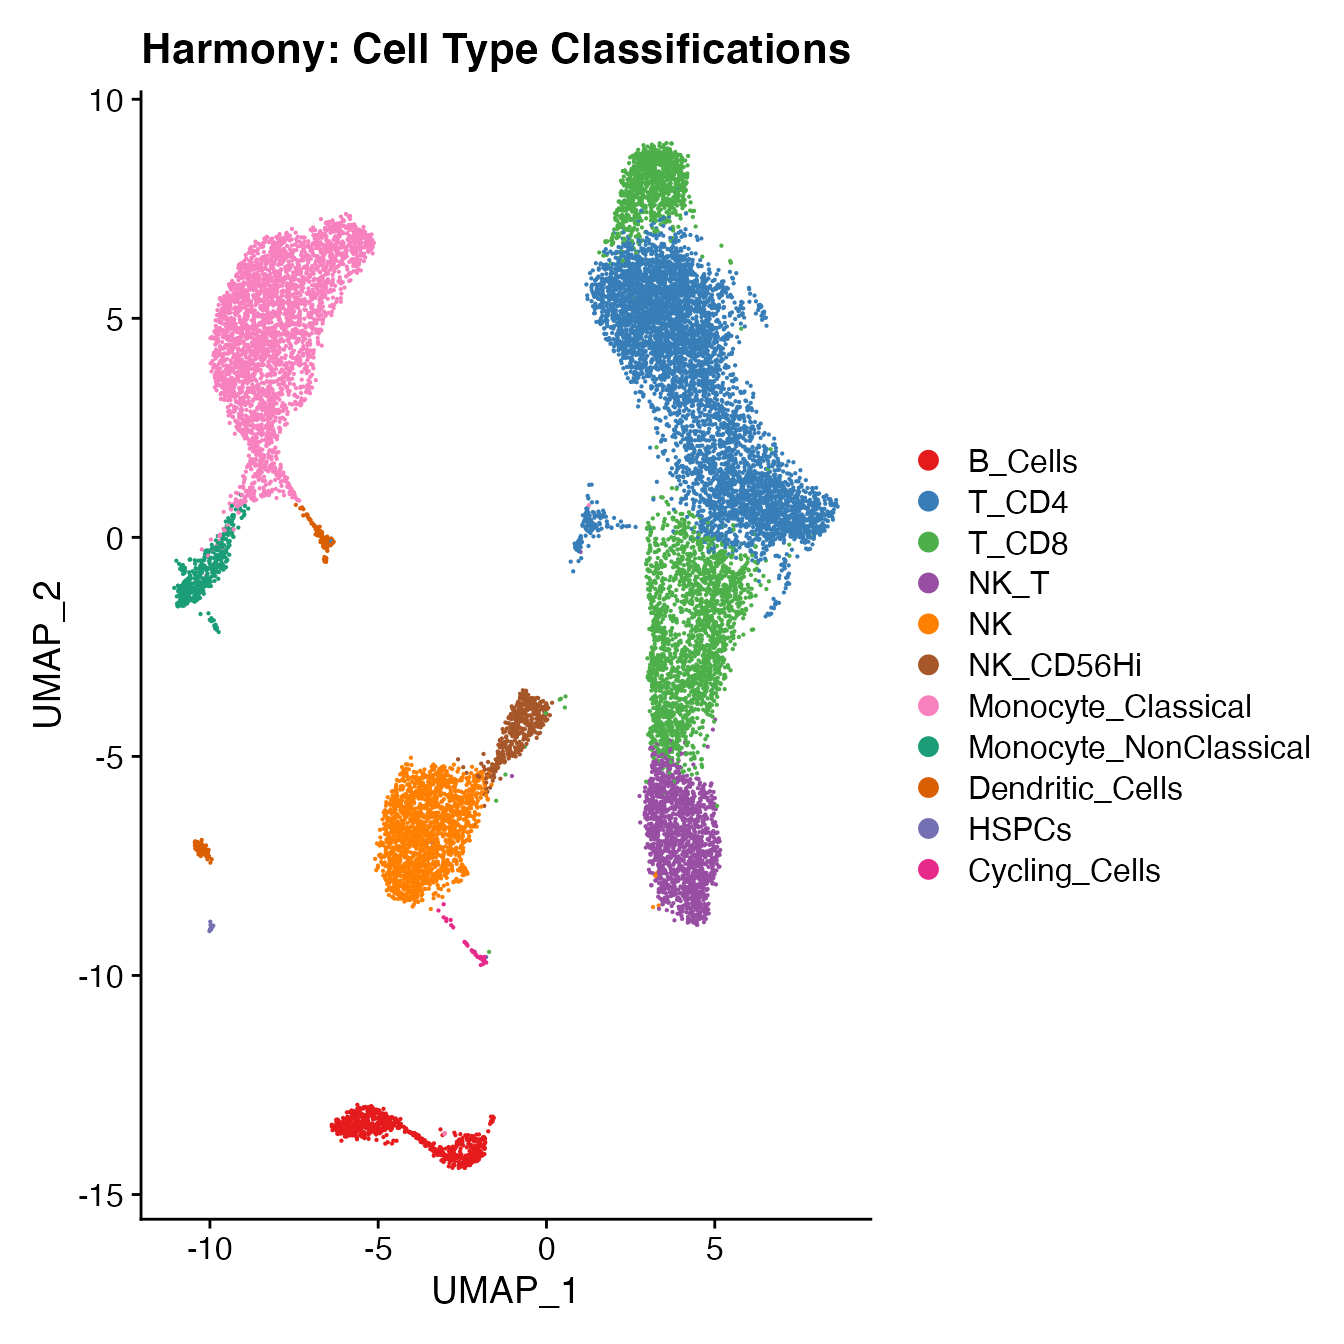 Harmony: Cell Type Classifications
10
5
0
-5
-10
-15
UMAP_2
-10
-5
0
5
UMAP_1
B_Cells
T_CD4
T_CD8
NK_T
NK
NK_CD56Hi
Monocyte_Classical
Monocyte_NonClassical
Dendritic_Cells
HSPCs
Cycling_Cells